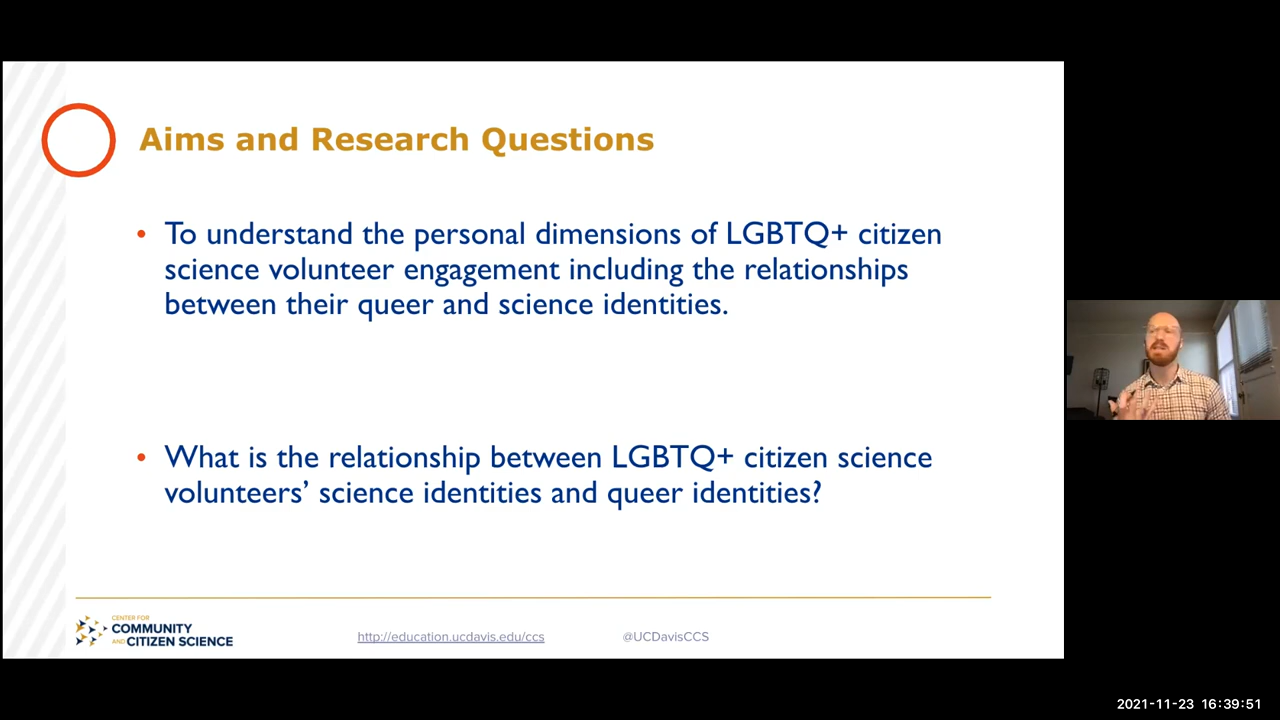 Aims and Research Questions
• To understand the personal dimensions of LGBTQ+ citizen
science volunteer engagement including the relationships
between their queer and science identities.
• What is the relationship between LGBTQ+ citizen science
volunteers’ science identities and queer identities?
CENTER FOR
COMMUNITY
AND CITIZEN SCIENCE
http://education.ucdavis.edu/ccs
@UCDavisCCS
2021-11-23 16:39:51